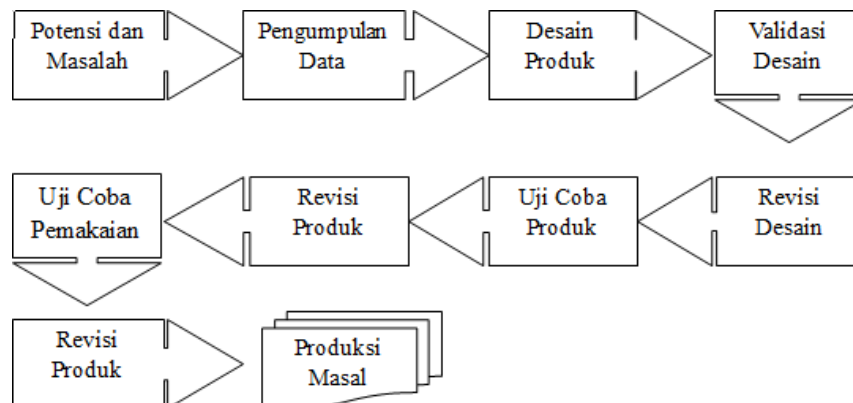 Potensi dan
Masalah
Pengumpulan
Data
Desain
Produk
Validasi
Desain
Revisi
Desain
Uji Coba
Produk
Revisi
Produk
Uji Coba
Pemakaian
Revisi
Produk
Produksi
Masal